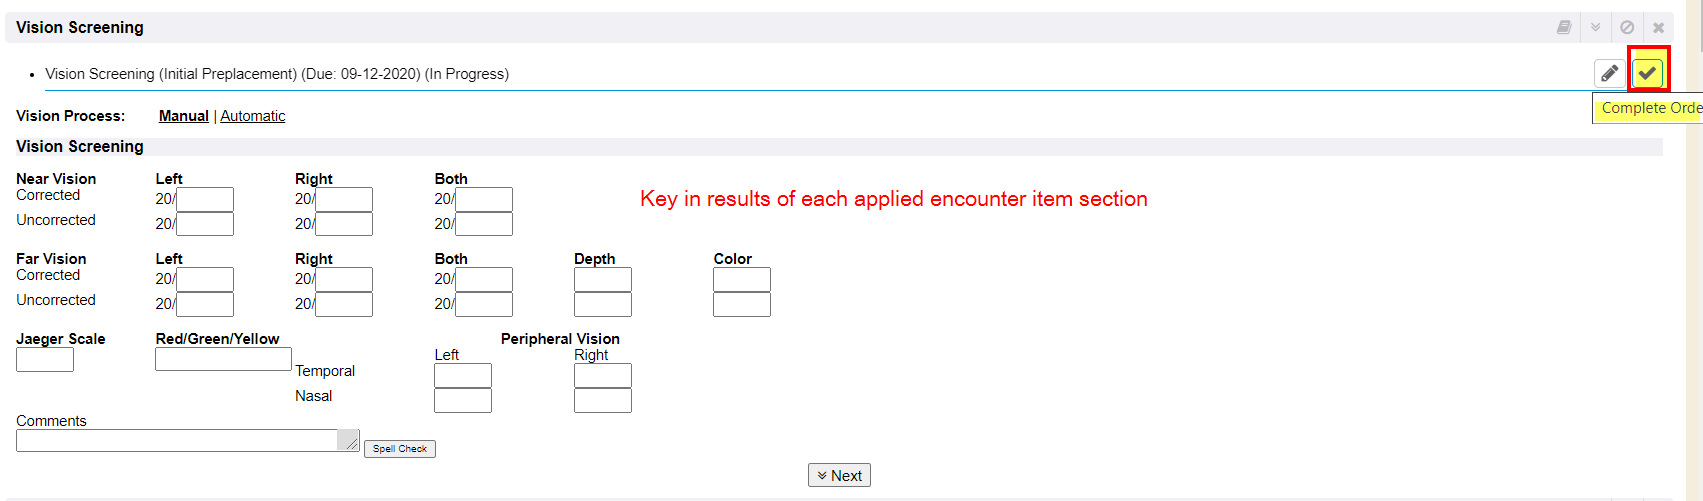 Vision Screening
• Vision Screening (Initial Preplacement) (Due: 09-12-2020) (In Progress)
Complete Orde
Vision Process: Manual | Automatic
Vision Screening
Near Vision Left Right Both
Corrected 20/ 20/ 20/
Key in results of each applied encounter item section
Uncorrected 20/ 20/ 20/
Far Vision Left Right Both Depth Color
Corrected 20/ 20/ 20/
Uncorrected 20/ 20/ 20/
Jaeger Scale Red/Green/Yellow Peripheral Vision
Left Right
Temporal
Nasal
Comments
Spell Check
Next